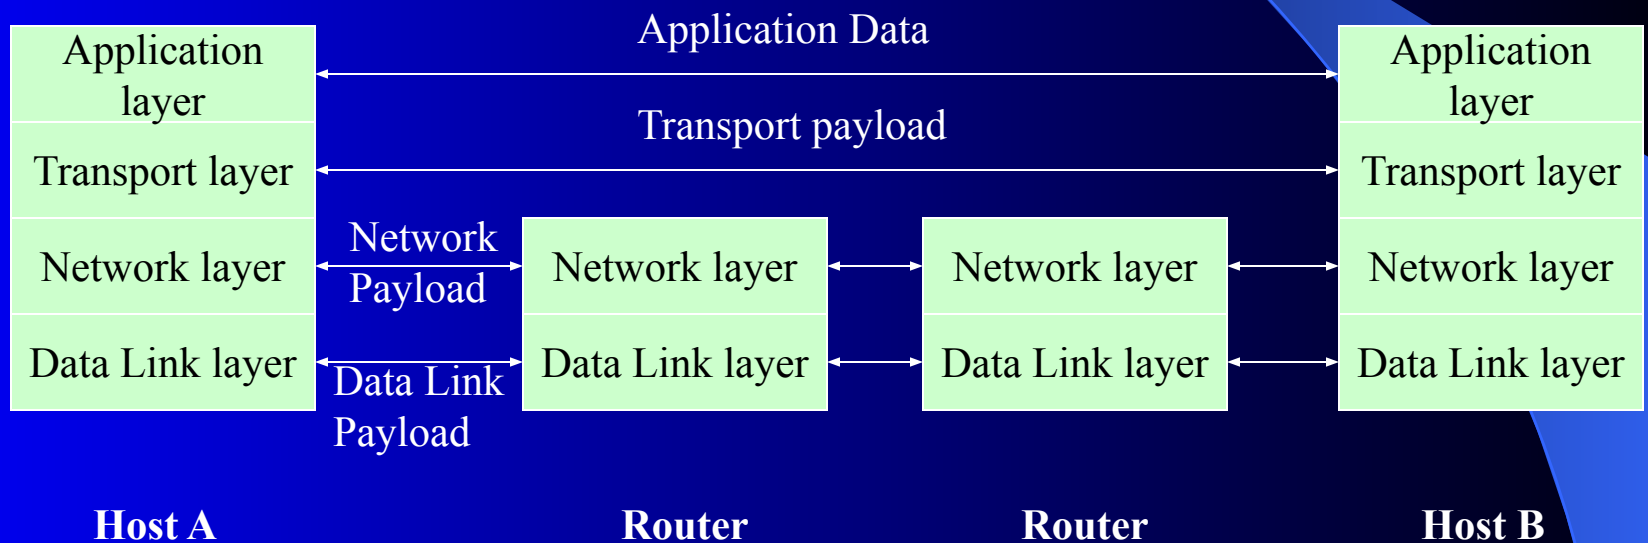 Application Data
Application
layer
Application
layer
Transport payload
Transport layer
Transport layer
Network
Payload
Network layer
Network layer
Network layer
Network layer
Data Link layer
Data Link
Payload
Data Link layer
Data Link layer
Data Link layer
Host A
Router
Router
Host B